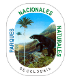 PARQUES
NACIONALES
NATURALES
DE COLOMBIA